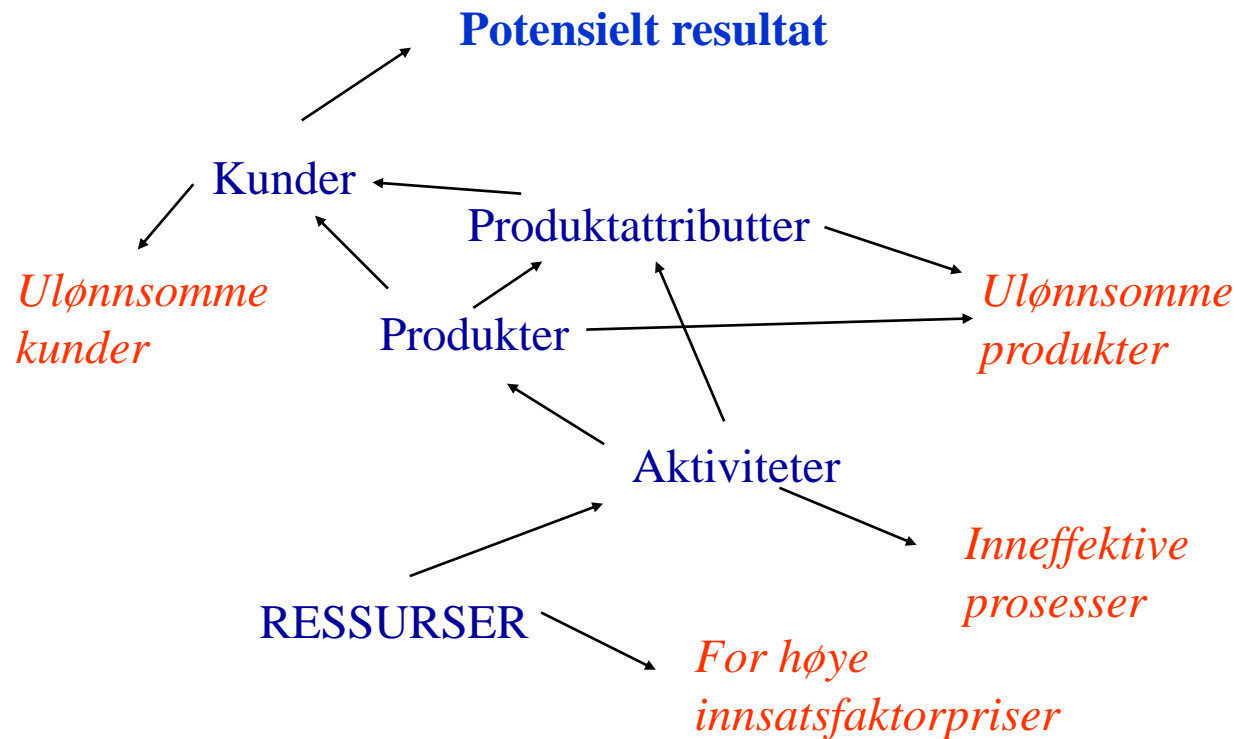 Potensielt resultat
Kunder
Produktattributter
Ulønnsomme
kunder
Ulønnsomme
produkter
Produkter
Aktiviteter
Inneffektive
prosesser
RESSURSER
For høye
innsatsfaktorpriser